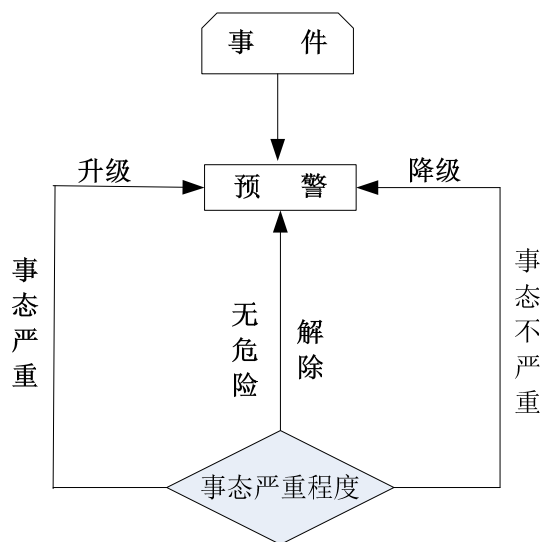 事 件
升级
降级
预 警
事态严重
无危险
解除
事态不严重
事态严重程度